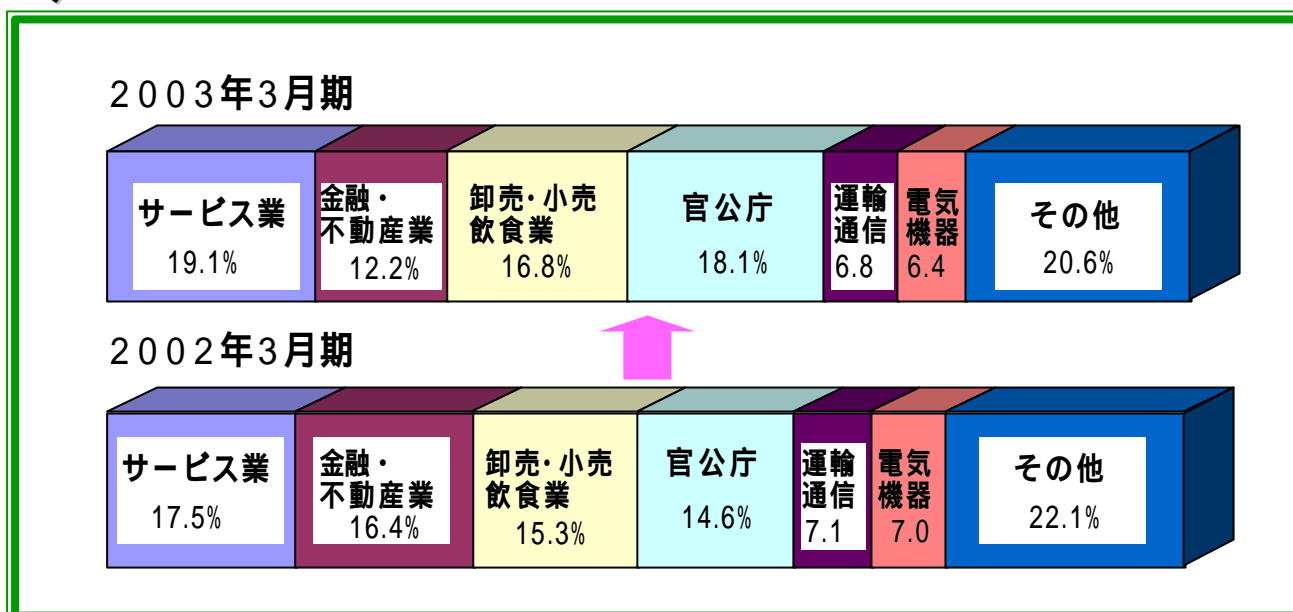 2003年3月期
サービス業
19.1%
金融・
不動産業
12.2%
卸売・小売
飲食業
16.8%
官公庁
18.1%
運輸
通信
6.8
電気
機器
6.4
その他
20.6%
2002年3月期
サービス業
17.5%
金融・
不動産業
16.4%
卸売・小売
飲食業
15.3%
官公庁
14.6%
運輸
通信
7.1
電気
機器
7.0
その他
22.1%